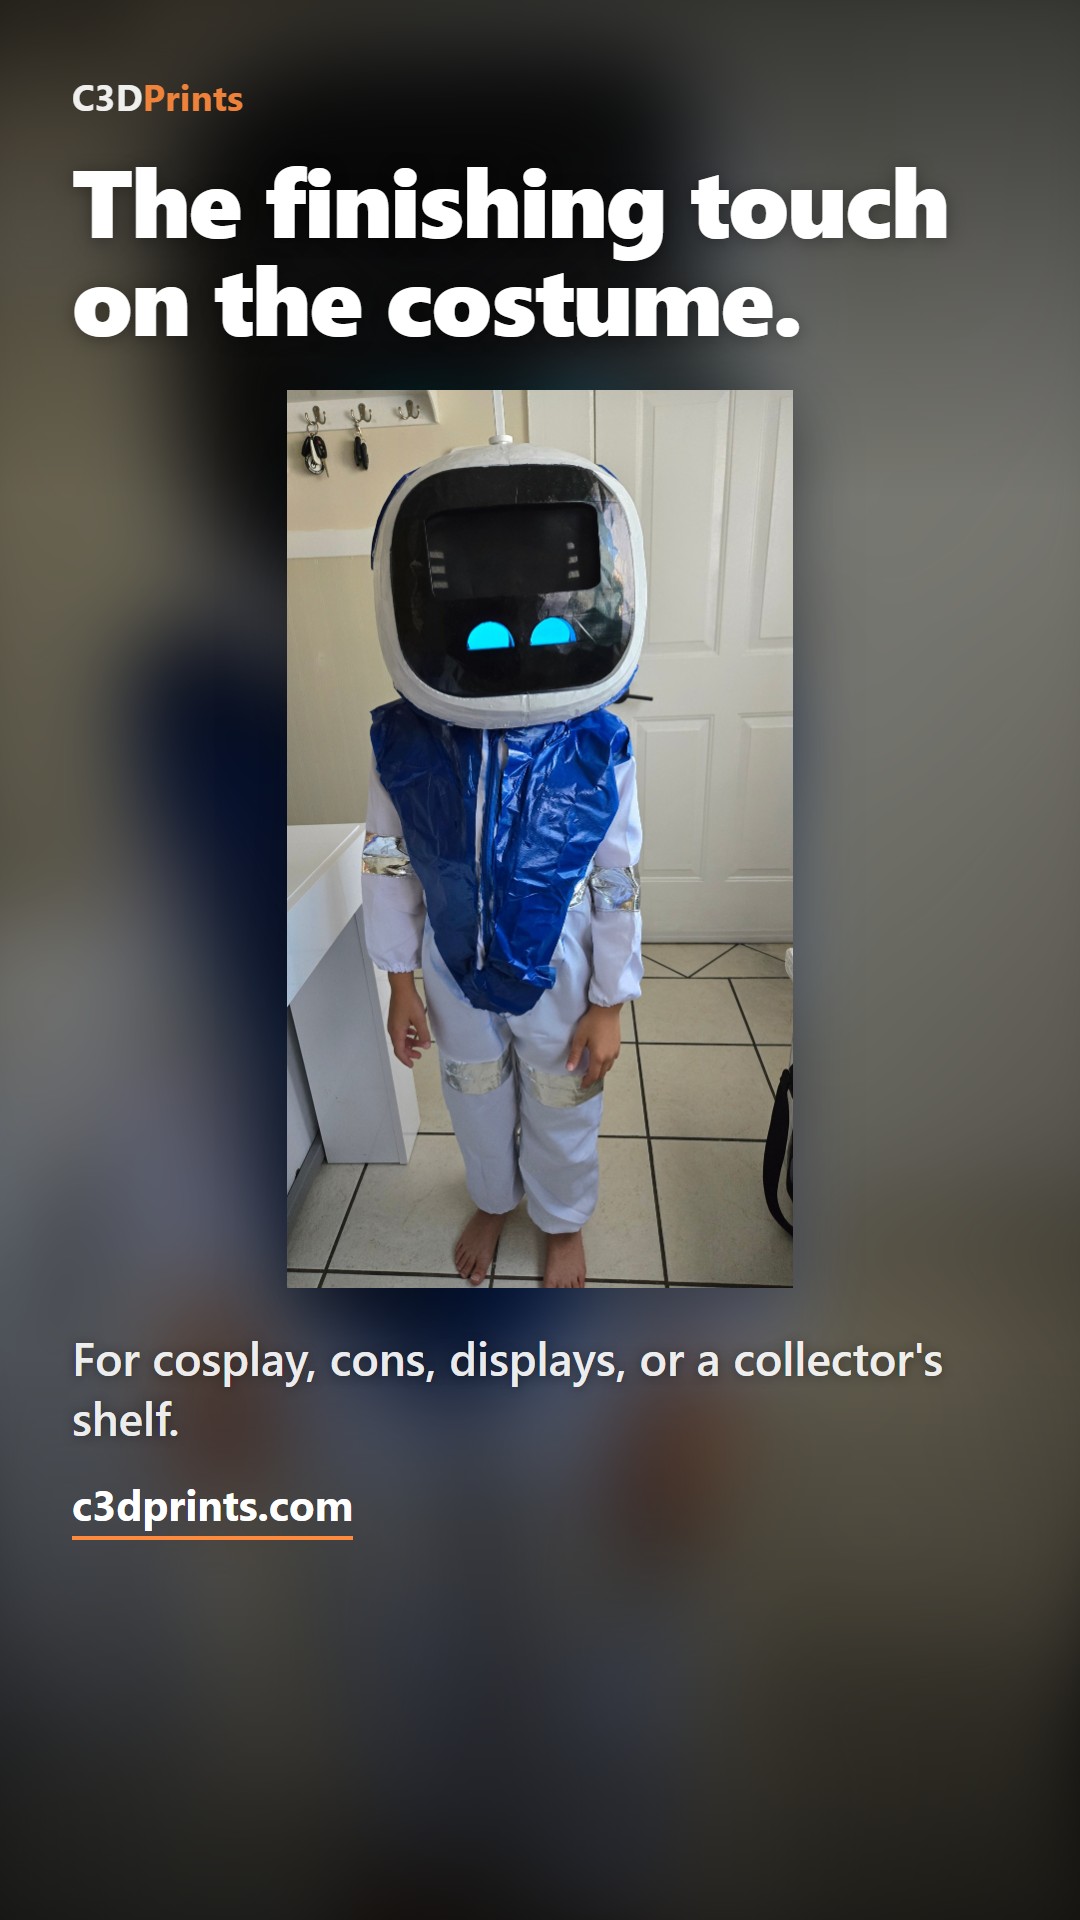 C3DPrints
The finishing touch
on the costume.
For cosplay, cons, displays, or a collector's
shelf.
c3dprints.com